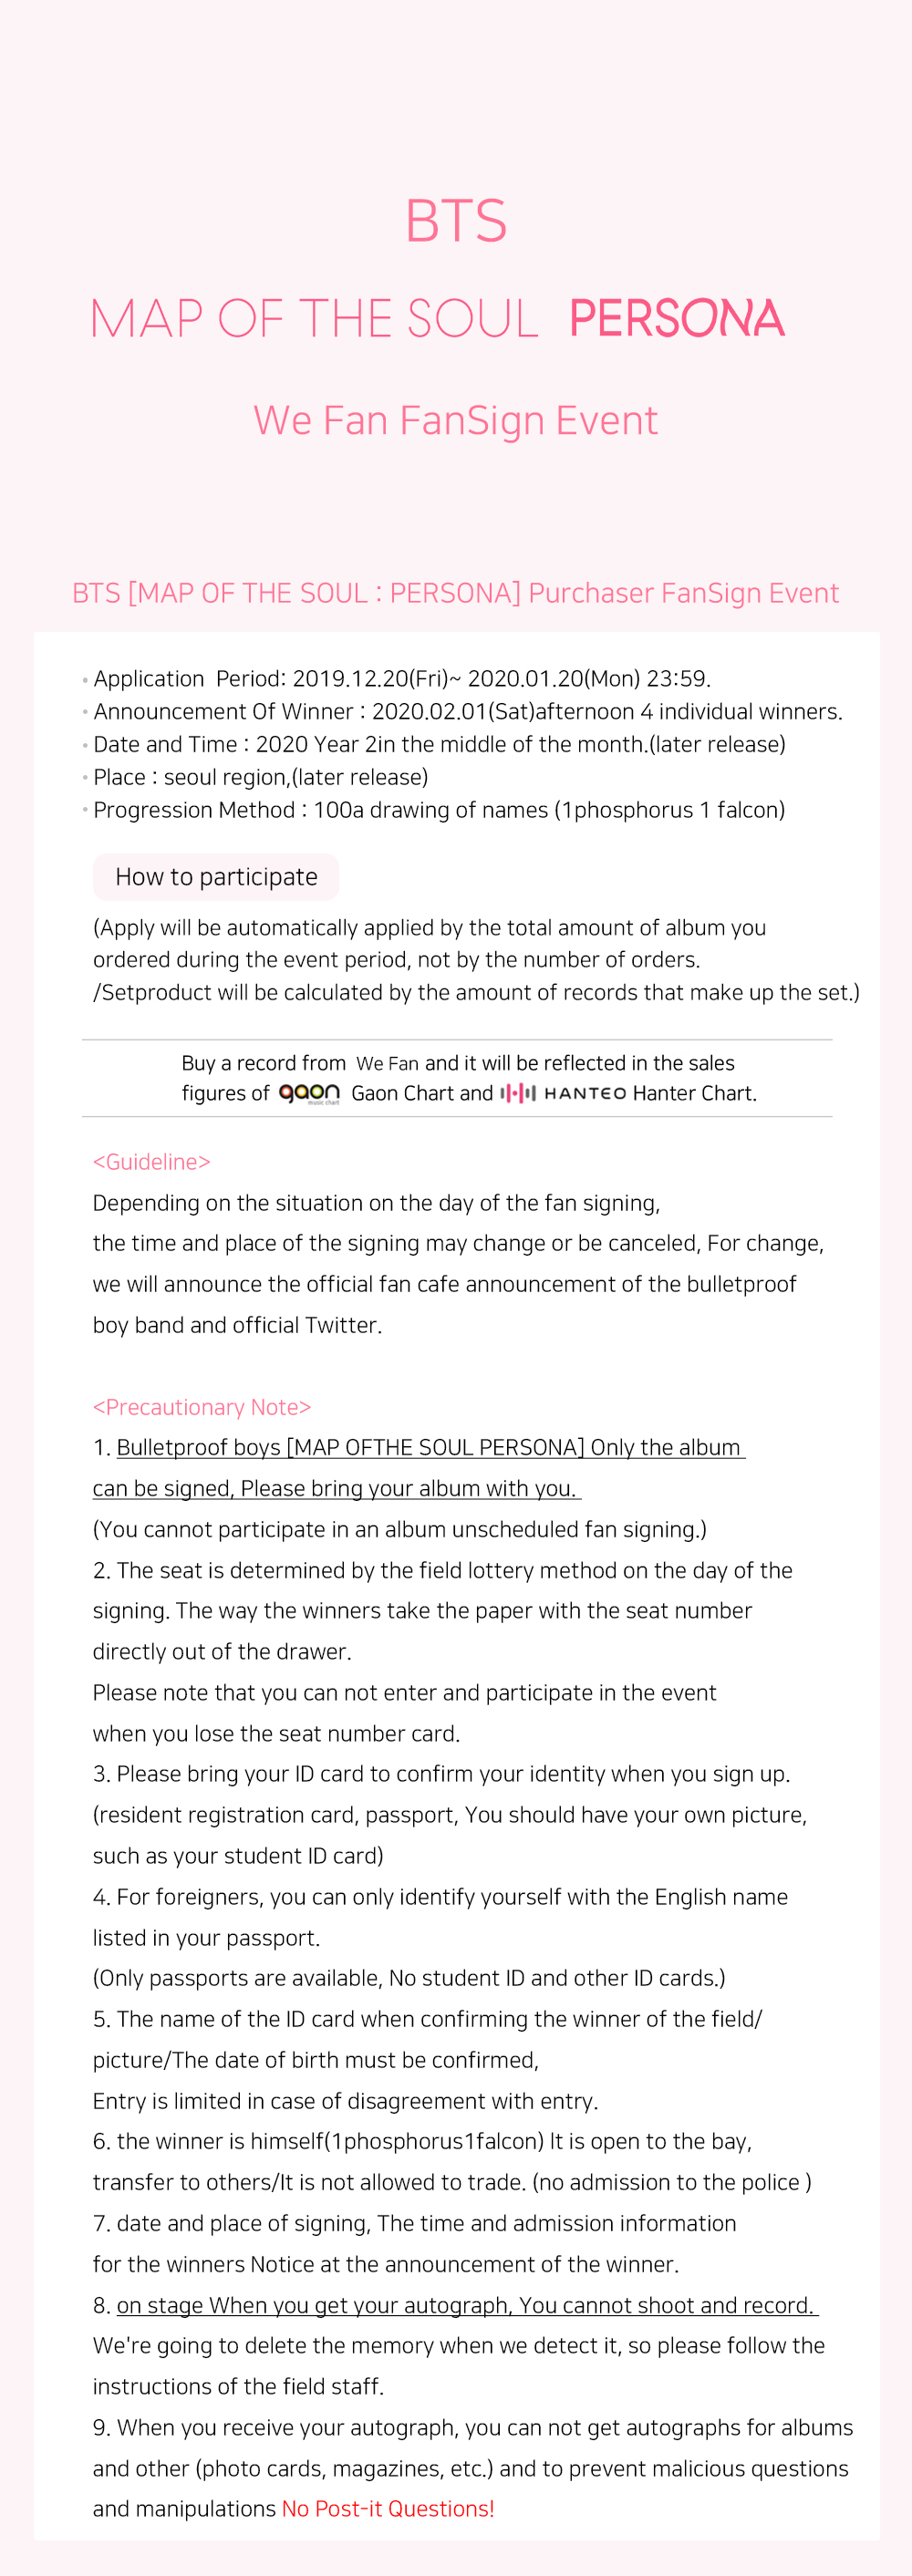 BTS
MAP OF THE SOUL PERSONA
We Fan FanSign Event
BTS [MAP OF THE SOUL : PERSONA] Purchaser FanSign Event
• Application Period: 2019.12.20(Fri)~ 2020.01.20(Mon) 23:59.
• Announcement Of Winner : 2020.02.01(Sat)afternoon 4 individual winners.
• Date and Time : 2020 Year 2in the middle of the month.(later release)
• Place : seoul region,(later release)
• Progression Method : 100a drawing of names (1phosphorus 1 falcon)
How to participate
(Apply will be automatically applied by the total amount of album you
ordered during the event period, not by the number of orders.
/Setproduct will be calculated by the amount of records that make up the set.)
Buy a record from We Fan and it will be reflected in the sales
figures of gaon music chart Gaon Chart and HANTEO Hanter Chart.
<Guideline>
Depending on the situation on the day of the fan signing,
the time and place of the signing may change or be canceled, For change,
we will announce the official fan cafe announcement of the bulletproof
boy band and official Twitter.
<Precautionary Note>
1. Bulletproof boys [MAP OFTHE SOUL PERSONA] Only the album
can be signed, Please bring your album with you.
(You cannot participate in an album unscheduled fan signing.)
2. The seat is determined by the field lottery method on the day of the
signing. The way the winners take the paper with the seat number
directly out of the drawer.
Please note that you can not enter and participate in the event
when you lose the seat number card.
3. Please bring your ID card to confirm your identity when you sign up.
(resident registration card, passport, You should have your own picture,
such as your student ID card)
4. For foreigners, you can only identify yourself with the English name
listed in your passport.
(Only passports are available, No student ID and other ID cards.)
5. The name of the ID card when confirming the winner of the field/
picture/The date of birth must be confirmed,
Entry is limited in case of disagreement with entry.
6. the winner is himself(1phosphorus1falcon) It is open to the bay,
transfer to others/It is not allowed to trade. (no admission to the police )
7. date and place of signing, The time and admission information
for the winners Notice at the announcement of the winner.
8. on stage When you get your autograph, You cannot shoot and record.
We're going to delete the memory when we detect it, so please follow the
instructions of the field staff.
9. When you receive your autograph, you can not get autographs for albums
and other (photo cards, magazines, etc.) and to prevent malicious questions
and manipulations No Post-it Questions!